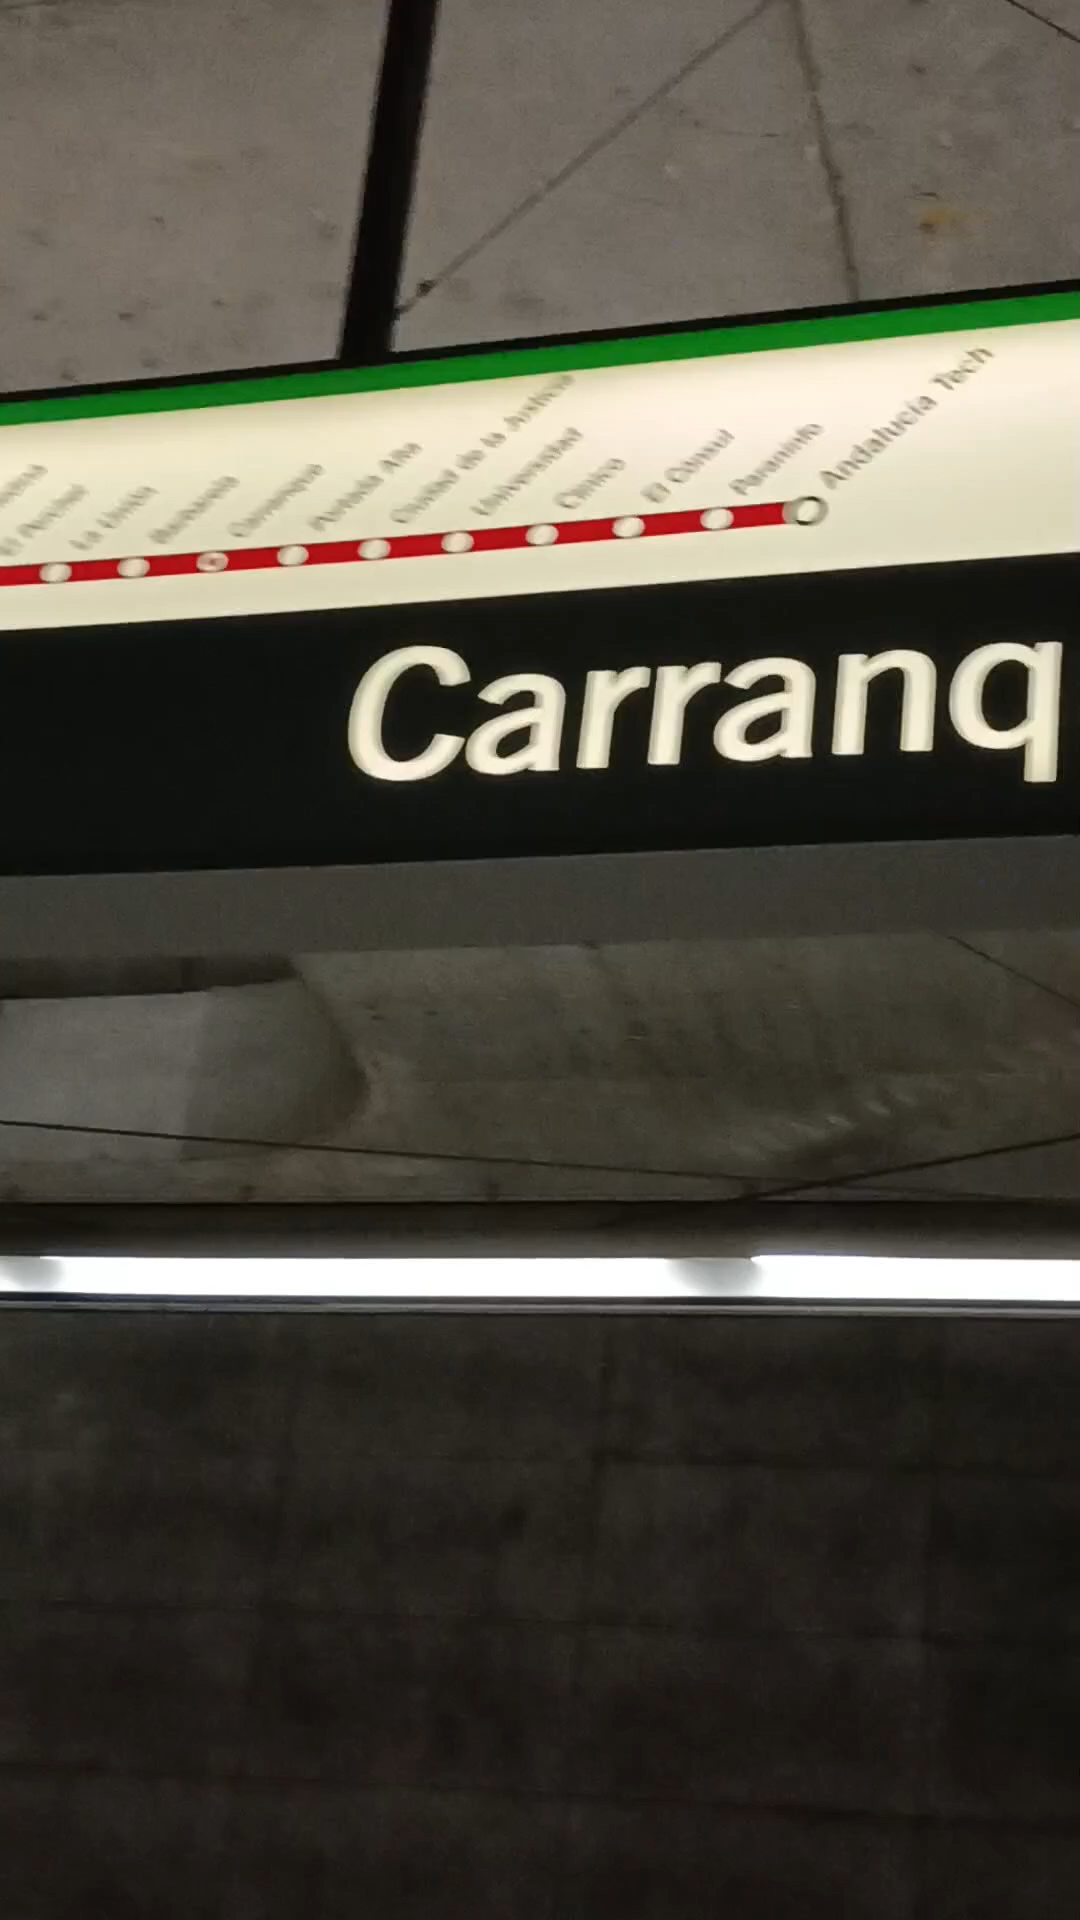 El Perchel
La Unión
Barbarela
Carranque
Portada Alta
Ciudad de la Justicia
Universidad
Clínico
El Cónsul
Paraninfo
Andalucía Tech
Carranq